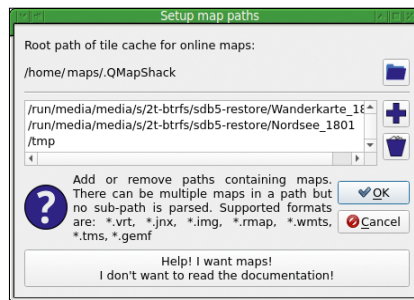 Setup map paths
Root path of tile cache for online maps:
/home/maps/.QMapShack
/run/media/media/s/2t-btrfs/sdb5-restore/Wanderkarte_18
/run/media/media/s/2t-btrfs/sdb5-restore/Nordsee_1801
/tmp
Add or remove paths containing maps.
There can be multiple maps in a path but
no sub-path is parsed. Supported formats
are: *.vrt, *.jnx, *.img, *.rmap, *.wmts,
*.tms, *.gemf
OK
Cancel
Help! I want maps!
I don't want to read the documentation!